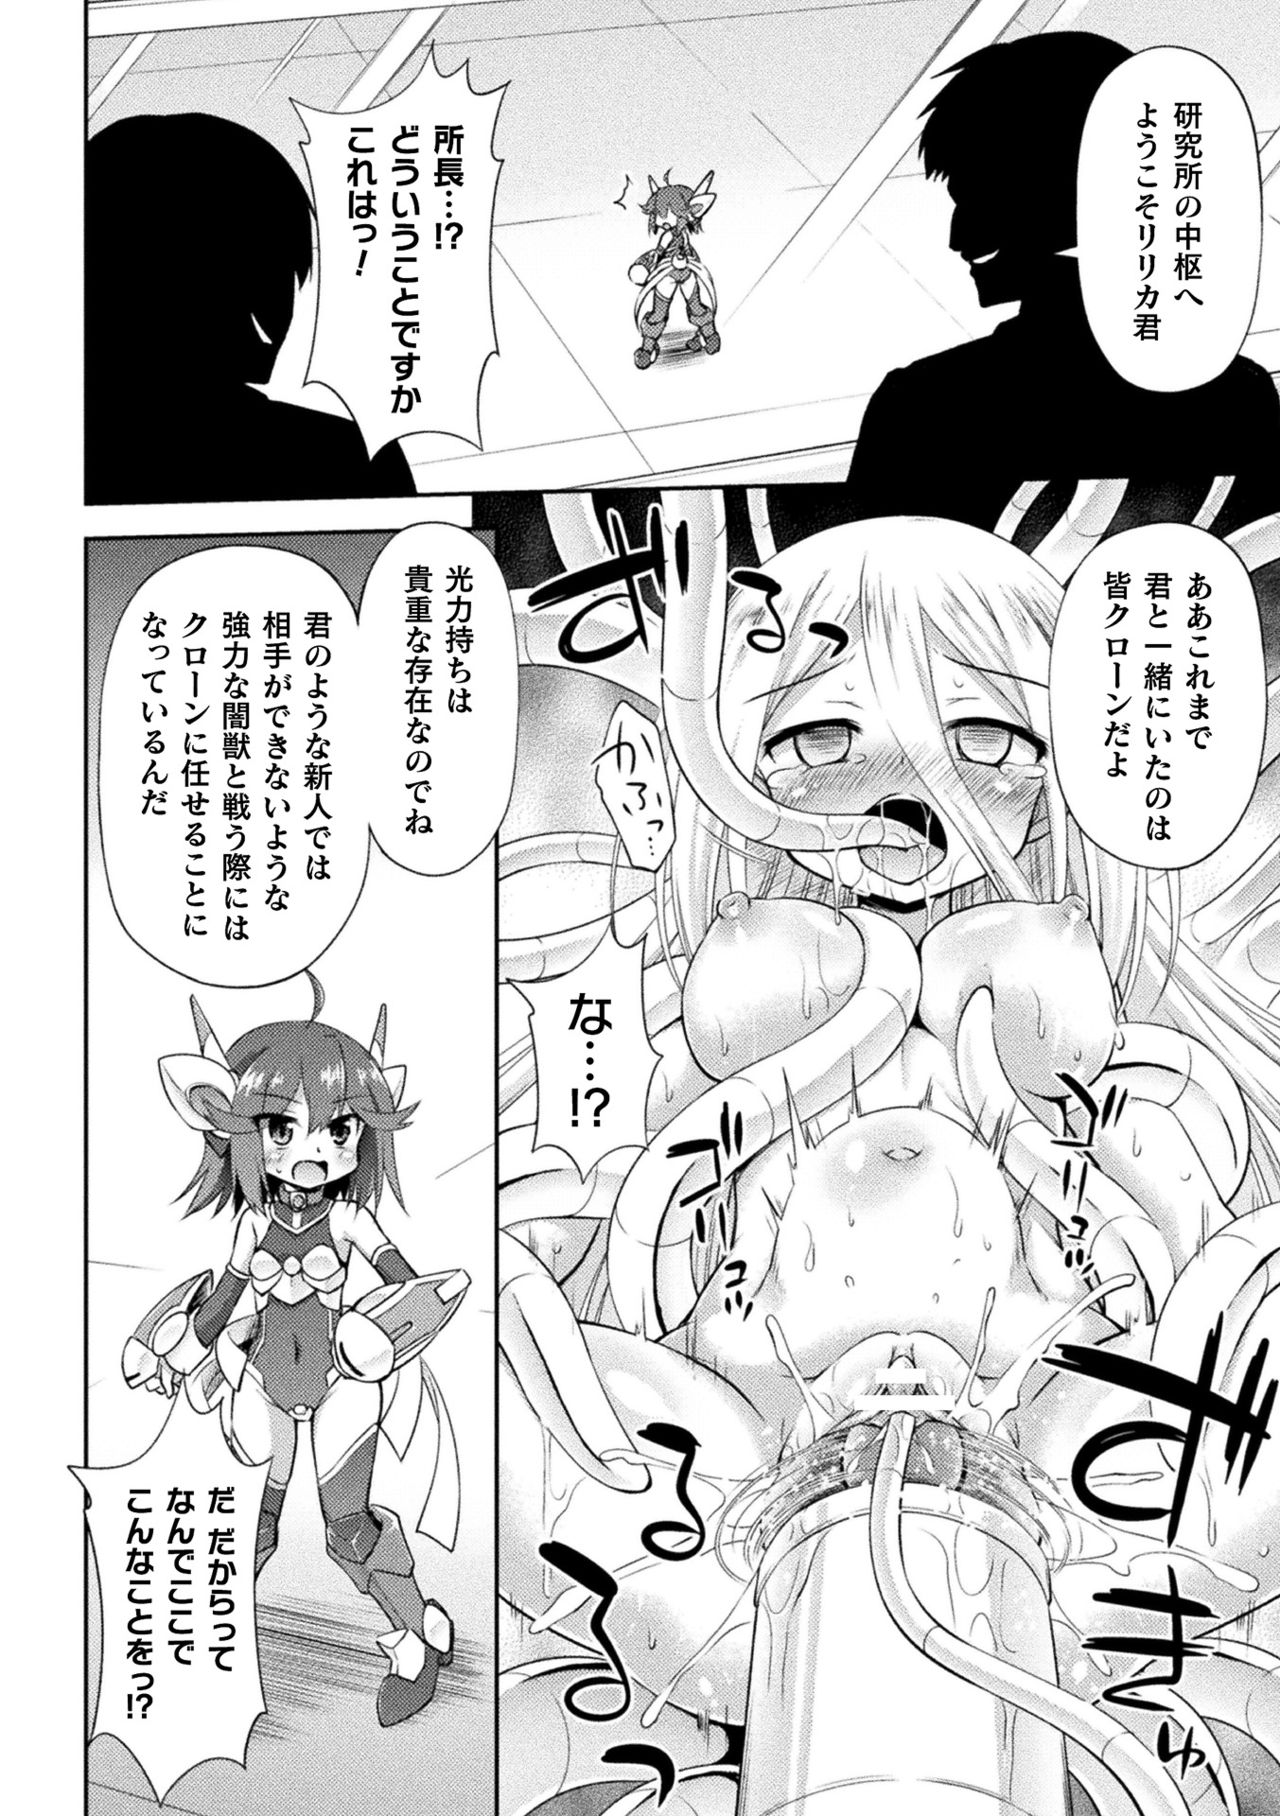 研究所の中枢へ
ようこそリリカ君
所長…!?
どういうことですか
これはっ!
ああこれまで
君と一緒にいたのは
皆クローンだよ
かふっ…
な…
!?
光力持ちは
貴重な存在なのでね
君のような新人では
相手ができないような
強力な闇獣と戦う際には
クローンに任せることに
なっているんだ
だ だからって
なんでここで
こんなことをっ!?